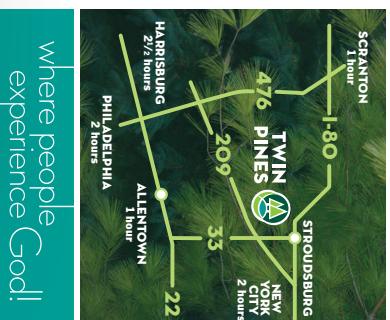 SCRANTON
1 hour
I-80
476
HARRISBURG
2½ hours
TWIN
PINES
209
STROUDSBURG
PHILADELPHIA
2 hours
ALLENTOWN
1 hour
33
NEW
YORK
CITY
2 hours
22
where people
experience God!